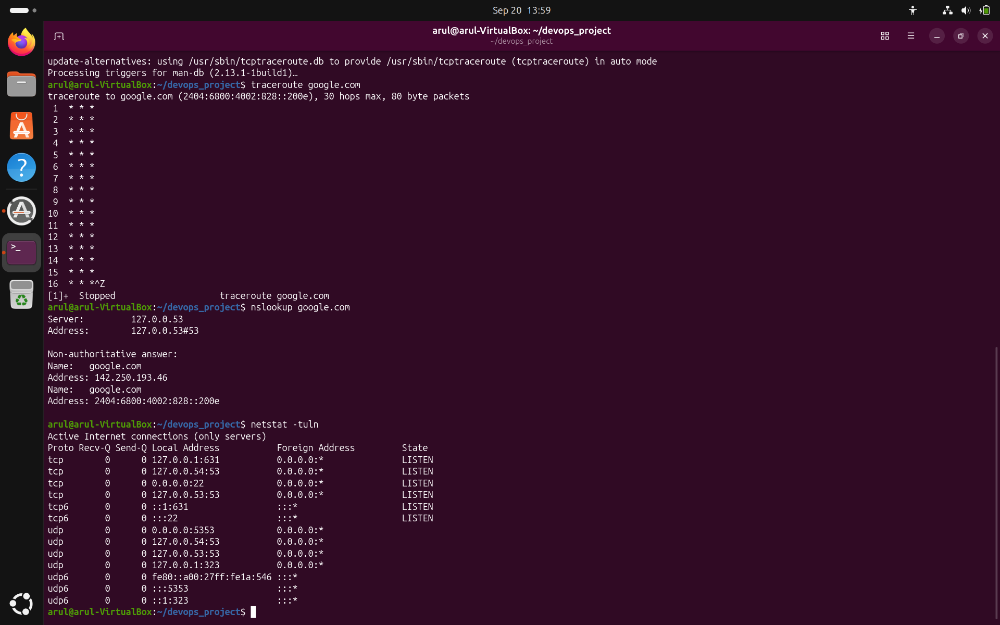 Sep 20 13:59
arul@arul-VirtualBox: ~/devops_project
~/devops_project
update-alternatives: using /usr/sbin/tcptraceroute.db to provide /usr/sbin/tcptraceroute (tcptraceroute) in auto mode
Processing triggers for man-db (2.13.1-1build1)…
arul@arul-VirtualBox:~/devops_project$ traceroute google.com
traceroute to google.com (2404:6800:4002:828::200e), 30 hops max, 80 byte packets
 1  * * *
 2  * * *
 3  * * *
 4  * * *
 5  * * *
 6  * * *
 7  * * *
 8  * * *
 9  * * *
10  * * *
11  * * *
12  * * *
13  * * *
14  * * *
15  * * *
16  * * *^Z
[1]+  Stopped                    traceroute google.com
arul@arul-VirtualBox:~/devops_project$ nslookup google.com
Server:         127.0.0.53
Address:        127.0.0.53#53
Non-authoritative answer:
Name:   google.com
Address: 142.250.193.46
Name:   google.com
Address: 2404:6800:4002:828::200e
arul@arul-VirtualBox:~/devops_project$ netstat -tuln
Active Internet connections (only servers)
Proto Recv-Q Send-Q Local Address           Foreign Address         State
tcp        0      0 127.0.0.1:631           0.0.0.0:*               LISTEN
tcp        0      0 127.0.0.54:53           0.0.0.0:*               LISTEN
tcp        0      0 0.0.0.0:22              0.0.0.0:*               LISTEN
tcp        0      0 127.0.0.53:53           0.0.0.0:*               LISTEN
tcp6       0      0 ::1:631                 :::*                    LISTEN
tcp6       0      0 :::22                   :::*                    LISTEN
udp        0      0 0.0.0.0:5353            0.0.0.0:*
udp        0      0 127.0.0.54:53           0.0.0.0:*
udp        0      0 127.0.0.53:53           0.0.0.0:*
udp        0      0 127.0.0.1:323           0.0.0.0:*
udp6       0      0 fe80::a00:27ff:fe1a:546 :::*
udp6       0      0 :::5353                 :::*
udp6       0      0 ::1:323                 :::*
arul@arul-VirtualBox:~/devops_project$